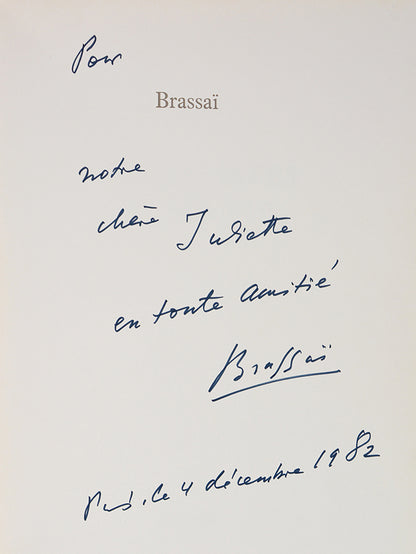 Pour
Brassaï
notre
chère Juliette
en toute amitié
Brassaï
Paris, le 4 décembre 1982